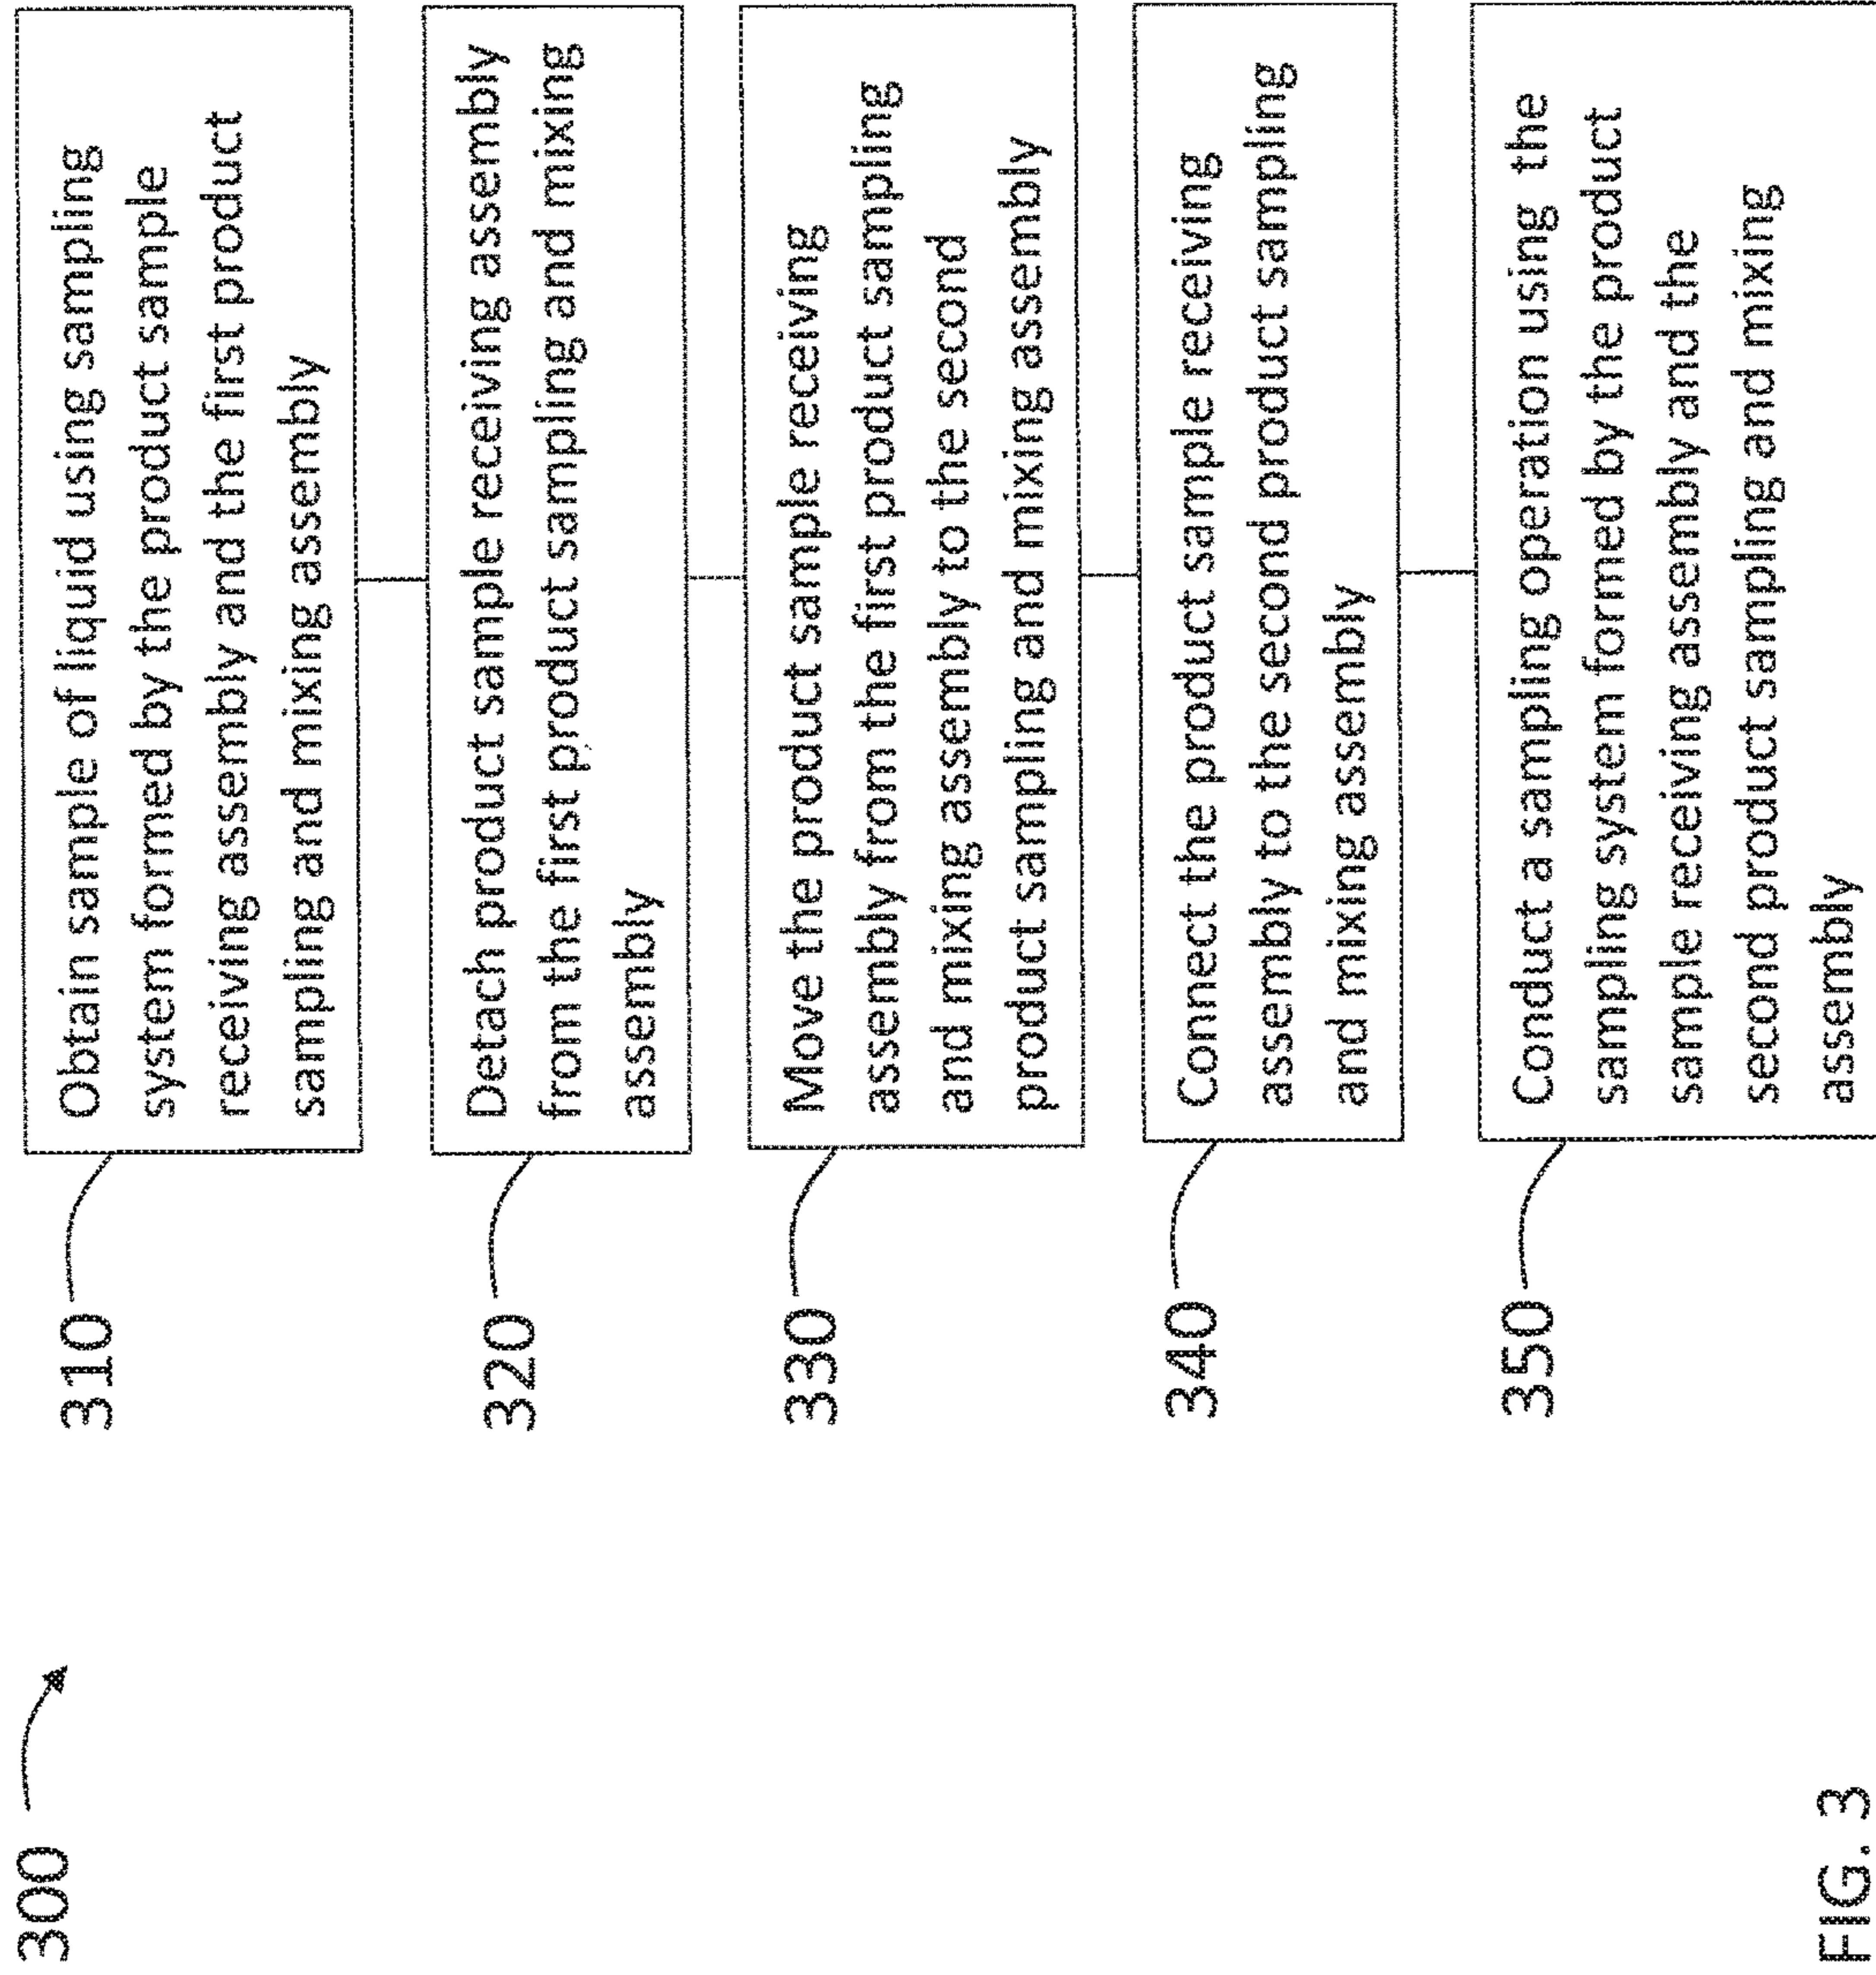 300
310
Obtain sample of liquid using sampling
system formed by the product sample
receiving assembly and the first product
sampling and mixing assembly
320
Detach product sample receiving assembly
from the first product sampling and mixing
assembly
330
Move the product sample receiving
assembly from the first product sampling
and mixing assembly to the second
product sampling and mixing assembly
340
Connect the product sample receiving
assembly to the second product sampling
and mixing assembly
350
Conduct a sampling operation using the
sampling system formed by the product
sample receiving assembly and the
second product sampling and mixing
assembly
FIG. 3